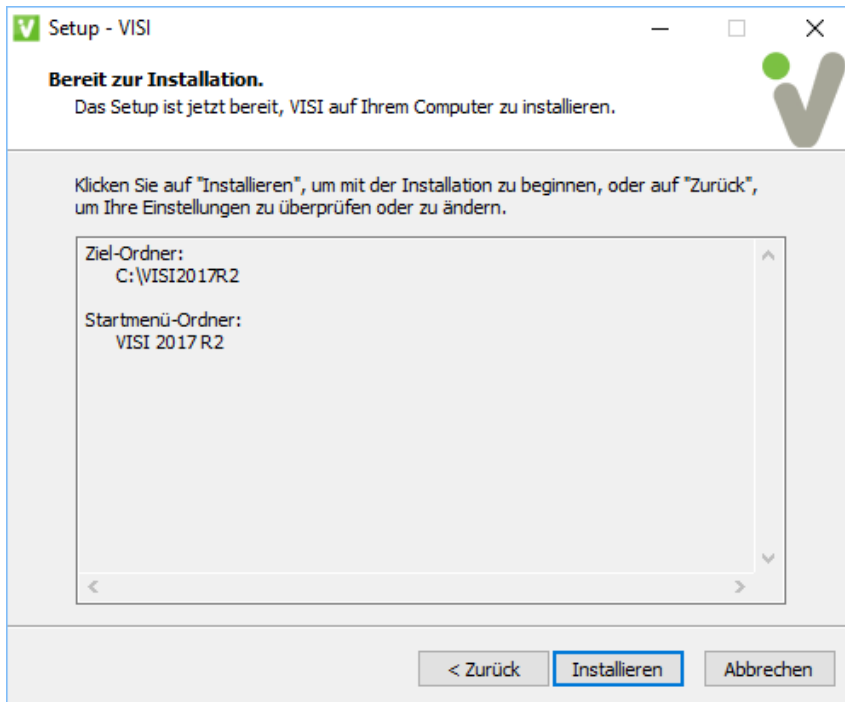 Setup - VISI
Bereit zur Installation.
Das Setup ist jetzt bereit, VISI auf Ihrem Computer zu installieren.
Klicken Sie auf "Installieren", um mit der Installation zu beginnen, oder auf "Zurück",
um Ihre Einstellungen zu überprüfen oder zu ändern.
Ziel-Ordner:
C:\VISI2017R2
Startmenü-Ordner:
VISI 2017 R2
< Zurück
Installieren
Abbrechen